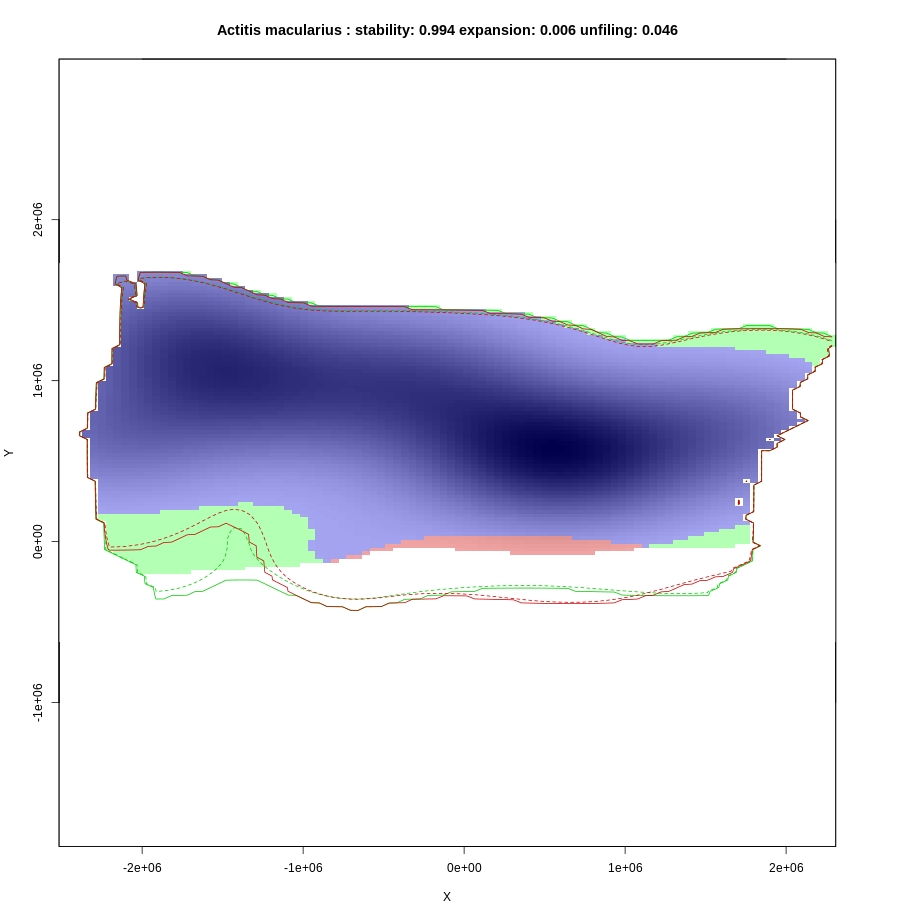 Actitis macularius : stability: 0.994 expansion: 0.006 unfiling: 0.046
2e+06
1e+06
0e+00
-1e+06
Y
-2e+06 -1e+06 0e+00 1e+06 2e+06
X